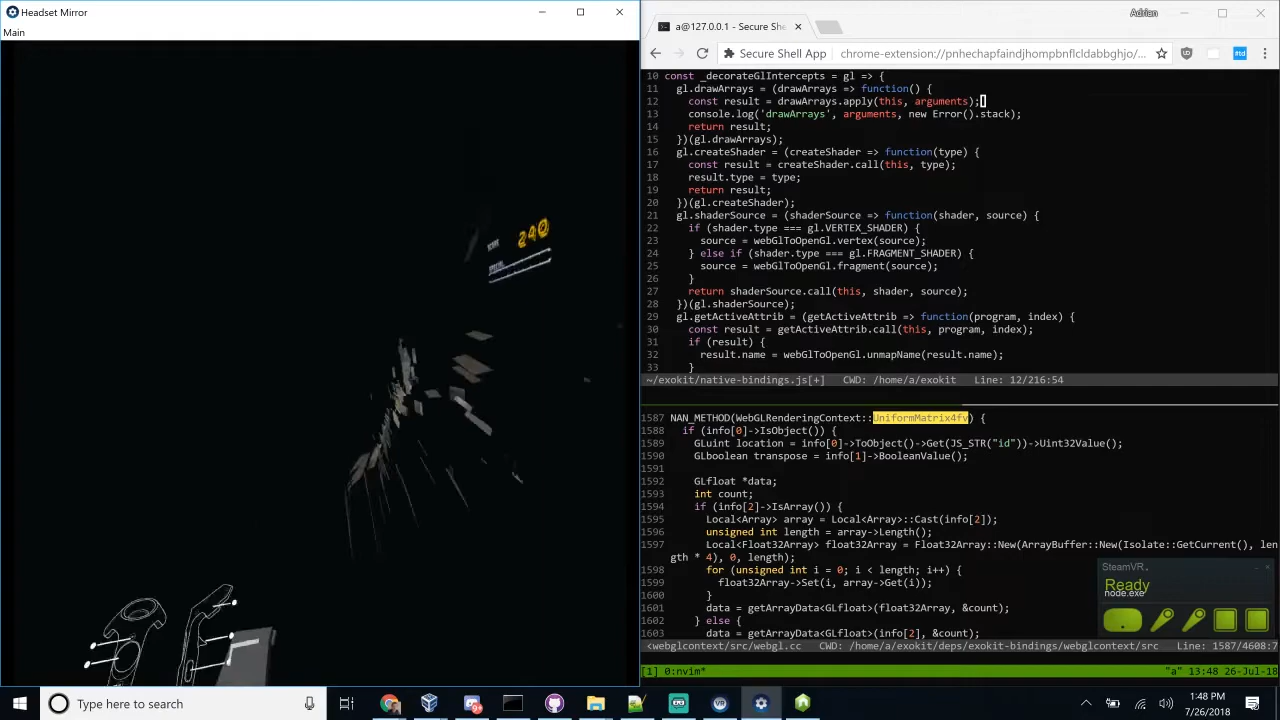 Headset Mirror
Main
240
Adrian
a@127.0.0.1 - Secure She
Secure Shell App
chrome-extension://pnhechapfaindjhompbnflcldabbghjo/...
10 const _decorateGlIntercepts = gl => {
11 gl.drawArrays = (drawArrays => function() {
12 const result = drawArrays.apply(this, arguments);
13 console.log('drawArrays', arguments, new Error().stack);
14 return result;
15 })(gl.drawArrays);
16 gl.createShader = (createShader => function(type) {
17 const result = createShader.call(this, type);
18 result.type = type;
19 return result;
20 })(gl.createShader);
21 gl.shaderSource = (shaderSource => function(shader, source) {
22 if (shader.type === gl.VERTEX_SHADER) {
23 source = webGlToOpenGl.vertex(source);
24 } else if (shader.type === gl.FRAGMENT_SHADER) {
25 source = webGlToOpenGl.fragment(source);
26 }
27 return shaderSource.call(this, shader, source);
28 })(gl.shaderSource);
29 gl.getActiveAttrib = (getActiveAttrib => function(program, index) {
30 const result = getActiveAttrib.call(this, program, index);
31 if (result) {
32 result.name = webGlToOpenGl.unmapName(result.name);
33 }
~/exokit/native-bindings.js[+] CWD: /home/a/exokit Line: 12/216:54
1587 NAN_METHOD(WebGLRenderingContext::UniformMatrix4fv) {
1588 if (info[0]->IsObject()) {
1589 GLuint location = info[0]->ToObject()->Get(JS_STR("id"))->Uint32Value();
1590 GLboolean transpose = info[1]->BooleanValue();
1591
1592 GLfloat *data;
1593 int count;
1594 if (info[2]->IsArray()) {
1595 Local<Array> array = Local<Array>::Cast(info[2]);
1596 unsigned int length = array->Length();
1597 Local<Float32Array> float32Array = Float32Array::New(ArrayBuffer::New(Isolate::GetCurrent(), len
gth * 4), 0, length);
1598 for (unsigned int i = 0; i < length; i++) {
1599 float32Array->Set(i, array->Get(i));
1600 }
1601 data = getArrayData<GLfloat>(float32Array, &count);
1602 } else {
1603 data = getArrayData<GLfloat>(info[2], &count);
SteamVR
Ready
node.exe
<webglcontext/src/webgl.cc CWD: /home/a/exokit/deps/exokit-bindings/webglcontext/src Line: 1587/4608:7
[1] 0:nvim* "a" 13:48 26-Jul-18
Type here to search
1:48 PM
7/26/2018